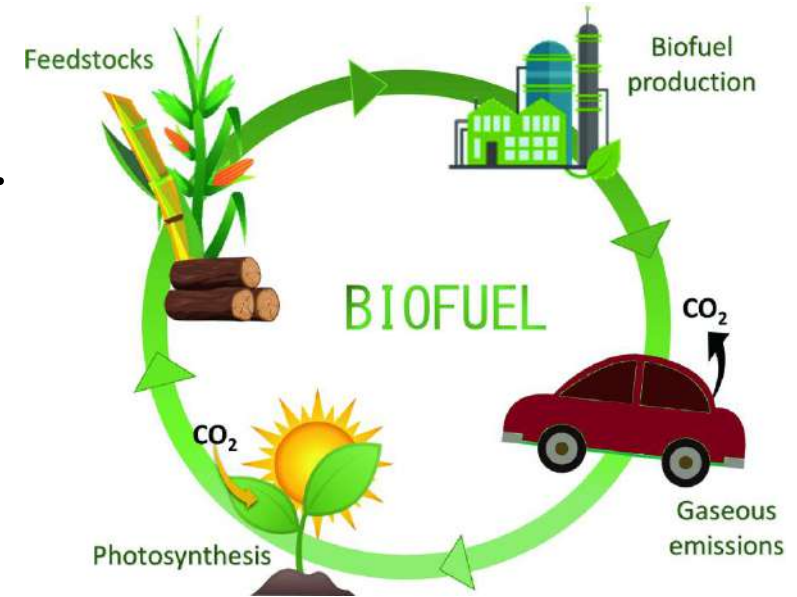 Feedstocks
Biofuel
production
BIOFUEL
CO₂
CO₂
Gaseous
emissions
Photosynthesis